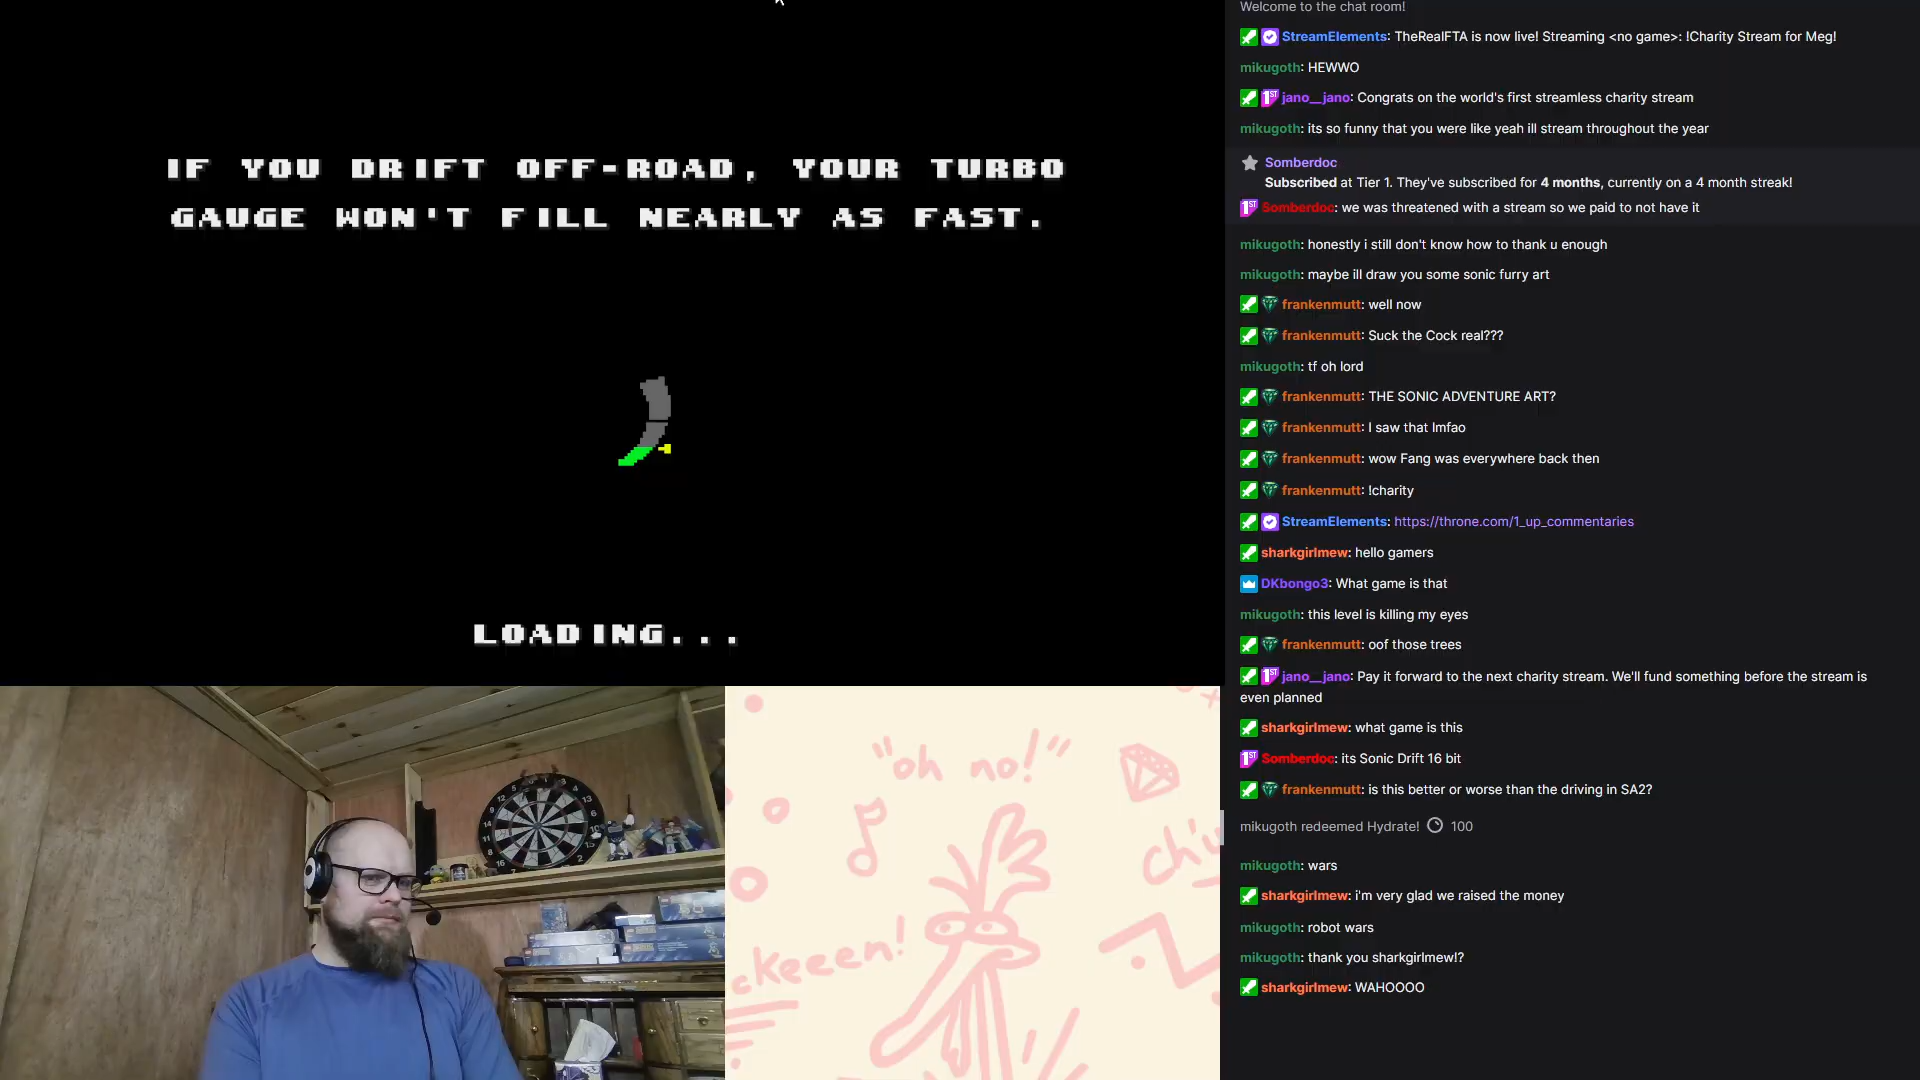 IF YOU DRIFT OFF-ROAD, YOUR TURBO
GAUGE WON'T FILL NEARLY AS FAST.
LOADING...
"oh no!"
ckeeen!
Welcome to the chat room!
StreamElements: TheRealFTA is now live! Streaming <no game>: !Charity Stream for Meg!
mikugoth: HEWWO
jano__jano: Congrats on the world's first streamless charity stream
mikugoth: its so funny that you were like yeah ill stream throughout the year
Somberdoc
Subscribed at Tier 1. They've subscribed for 4 months, currently on a 4 month streak!
Somberdoc: we was threatened with a stream so we paid to not have it
mikugoth: honestly i still don't know how to thank u enough
mikugoth: maybe ill draw you some sonic furry art
frankenmutt: well now
frankenmutt: Suck the Cock real???
mikugoth: tf oh lord
frankenmutt: THE SONIC ADVENTURE ART?
frankenmutt: I saw that lmfao
frankenmutt: wow Fang was everywhere back then
frankenmutt: !charity
StreamElements: https://throne.com/1_up_commentaries
sharkgirlmew: hello gamers
DKbongo3: What game is that
mikugoth: this level is killing my eyes
frankenmutt: oof those trees
jano__jano: Pay it forward to the next charity stream. We'll fund something before the stream is
even planned
sharkgirlmew: what game is this
Somberdoc: its Sonic Drift 16 bit
frankenmutt: is this better or worse than the driving in SA2?
mikugoth redeemed Hydrate! 100
mikugoth: wars
sharkgirlmew: i'm very glad we raised the money
mikugoth: robot wars
mikugoth: thank you sharkgirlmew!?
sharkgirlmew: WAHOOOO